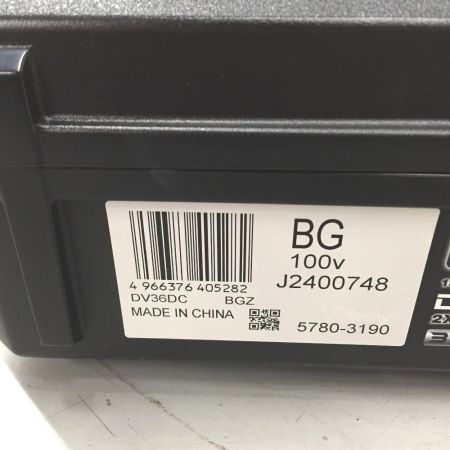 BG
100v
J2400748
4 966376 405282
DV36DC BGZ
MADE IN CHINA
5780-3190